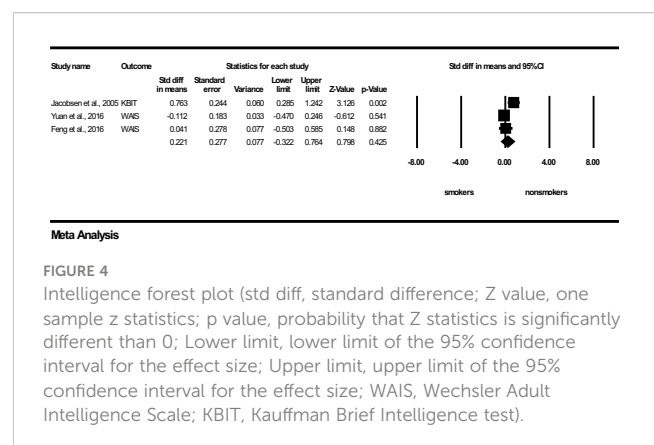 Study name Outcome Statistics for each study Std diff in means and 95%CI
Std diff Standard Lower Upper
in means error Variance limit limit Z-Value p-Value
Jacobsen et al., 2005 KBIT 0.763 0.244 0.060 0.285 1.242 3.126 0.002
Yuan et al., 2016 WAIS -0.112 0.183 0.033 -0.470 0.246 -0.612 0.541
Feng et al., 2016 WAIS 0.041 0.278 0.077 -0.503 0.585 0.148 0.882
0.221 0.277 0.077 -0.322 0.764 0.798 0.425
-8.00 -4.00 0.00 4.00 8.00
smokers nonsmokers
Meta Analysis
FIGURE 4
Intelligence forest plot (std diff, standard difference; Z value, one
sample z statistics; p value, probability that Z statistics is significantly
different than 0; Lower limit, lower limit of the 95% confidence
interval for the effect size; Upper limit, upper limit of the 95%
confidence interval for the effect size; WAIS, Wechsler Adult
Intelligence Scale; KBIT, Kauffman Brief Intelligence test).